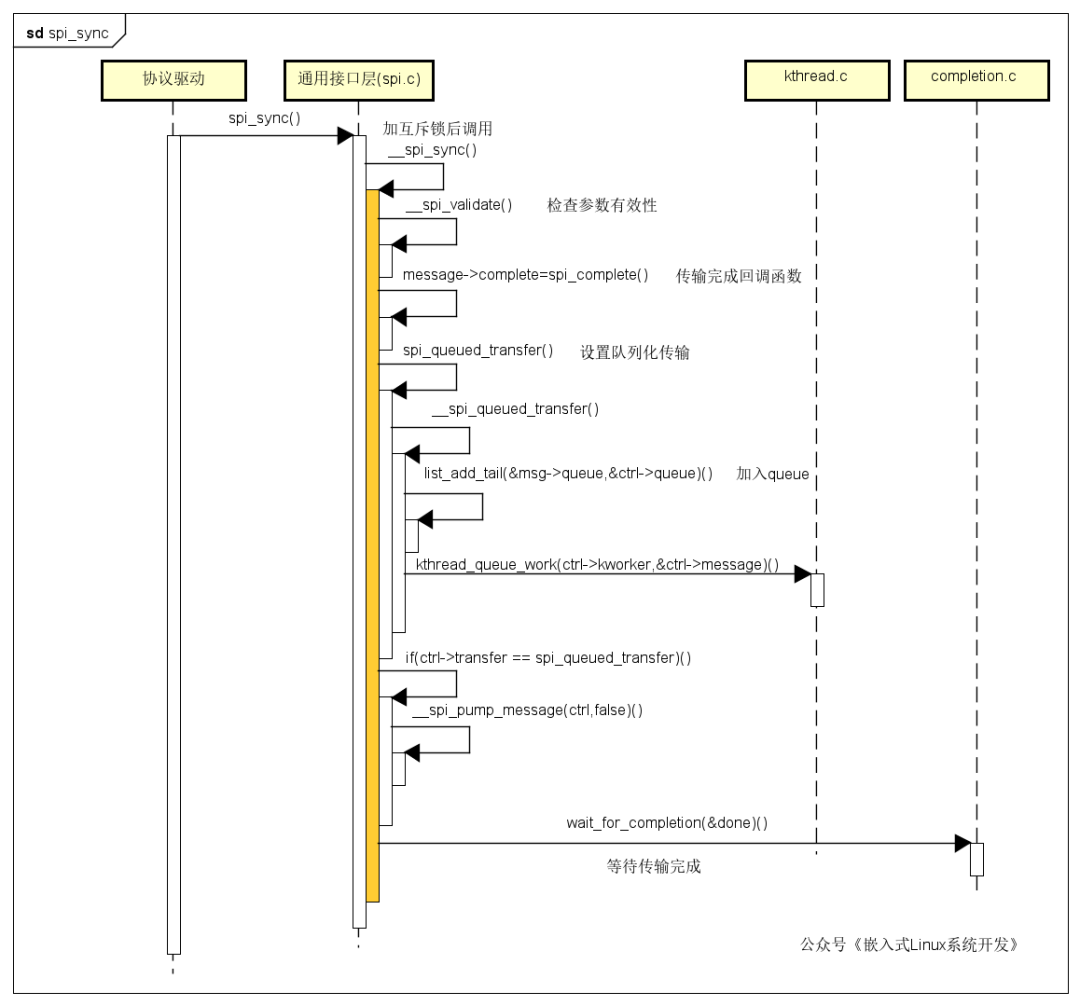 sd spi_sync
协议驱动
通用接口层(spi.c)
kthread.c
completion.c
spi_sync()
加互斥锁后调用
__spi_sync()
__spi_validate() 检查参数有效性
message->complete=spi_complete() 传输完成回调函数
spi_queued_transfer() 设置队列化传输
__spi_queued_transfer()
list_add_tail(&msg->queue,&ctrl->queue)() 加入queue
kthread_queue_work(ctrl->kworker,&ctrl->message)()
if(ctrl->transfer == spi_queued_transfer)()
__spi_pump_message(ctrl,false)()
wait_for_completion(&done)()
等待传输完成
公众号《嵌入式Linux系统开发》